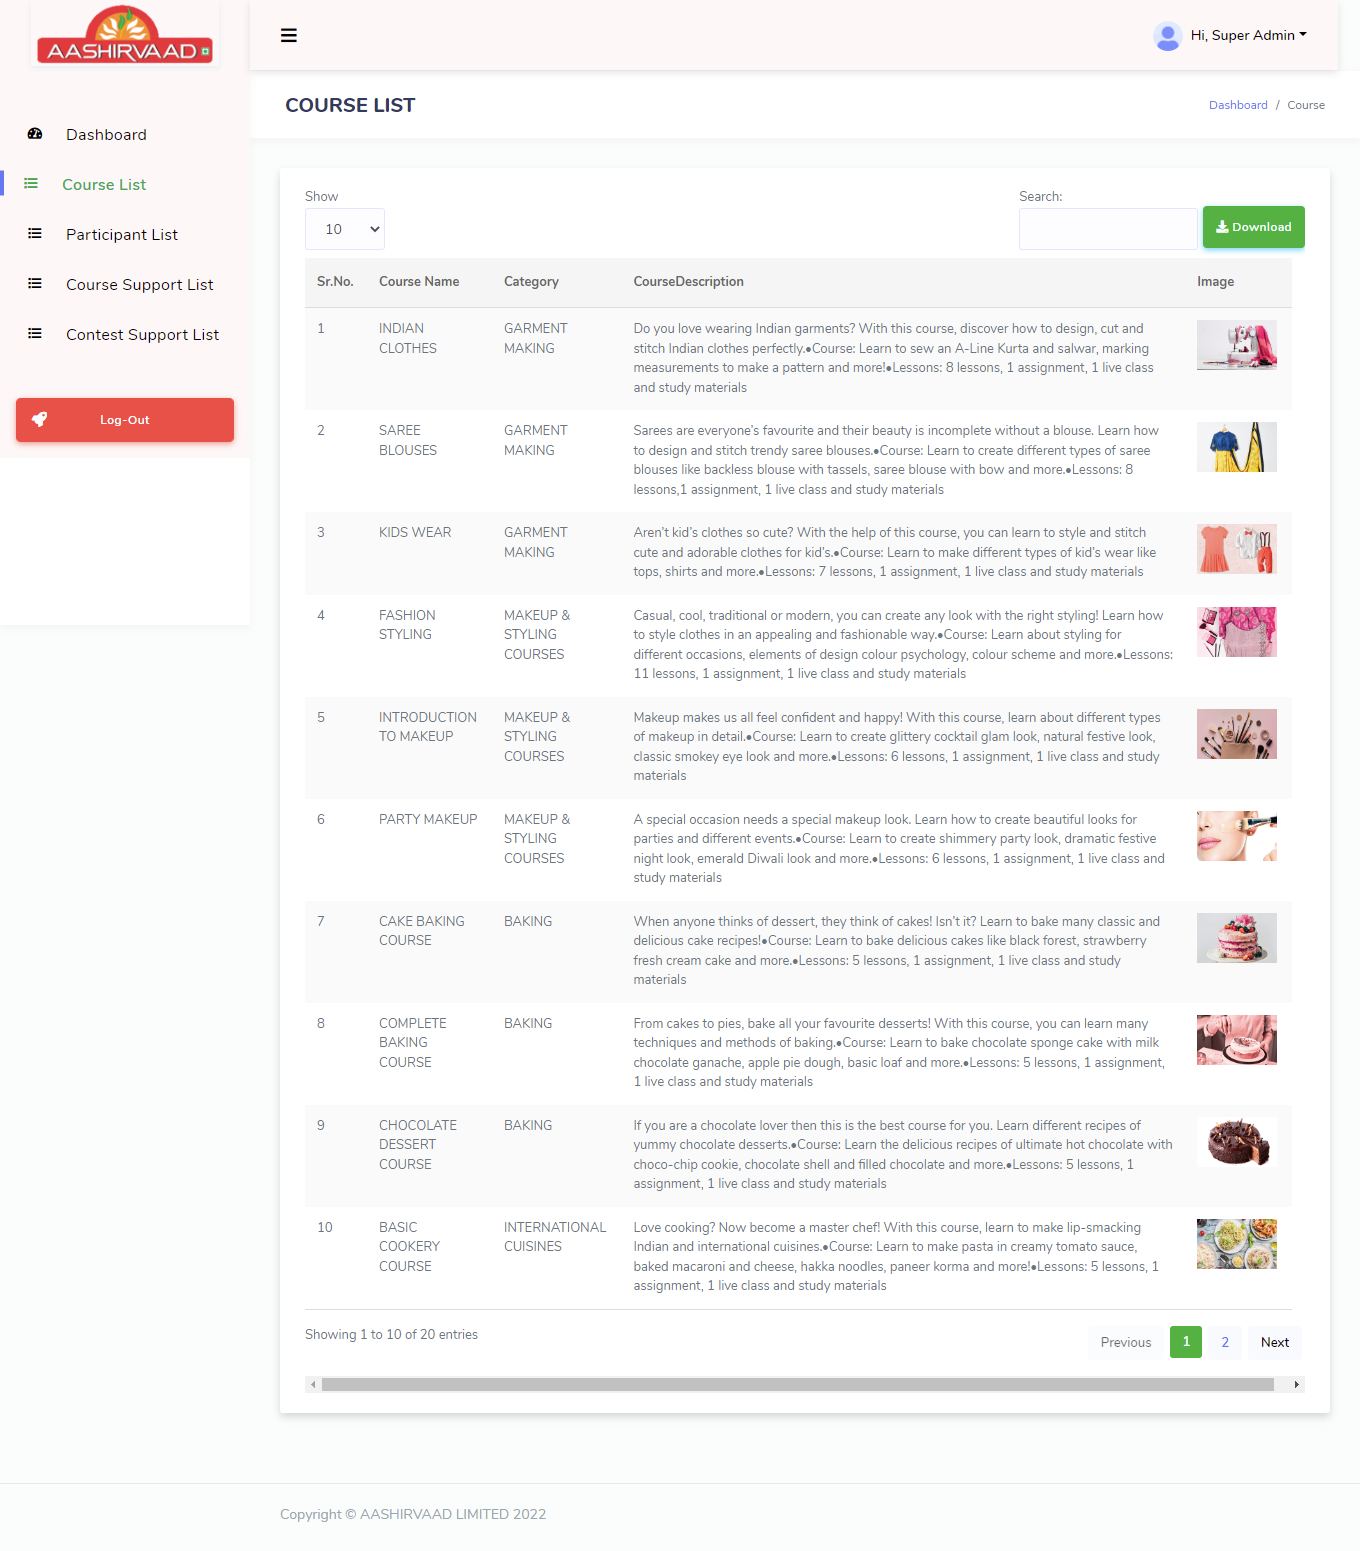 AASHIRVAAD
Hi, Super Admin
COURSE LIST
Dashboard / Course
Dashboard
Course List
Participant List
Course Support List
Contest Support List
Log-Out
Show
10
Search:
Download
Sr.No. Course Name Category CourseDescription Image
1 INDIAN GARMENT Do you love wearing Indian garments? With this course, discover how to design, cut and
CLOTHES MAKING stitch Indian clothes perfectly.•Course: Learn to sew an A-Line Kurta and salwar, marking
measurements to make a pattern and more!•Lessons: 8 lessons, 1 assignment, 1 live class
and study materials
2 SAREE GARMENT Sarees are everyone's favourite and their beauty is incomplete without a blouse. Learn how
BLOUSES MAKING to design and stitch trendy saree blouses.•Course: Learn to create different types of saree
blouses like backless blouse with tassels, saree blouse with bow and more.•Lessons: 8
lessons,1 assignment, 1 live class and study materials
3 KIDS WEAR GARMENT Aren't kid's clothes so cute? With the help of this course, you can learn to style and stitch
MAKING cute and adorable clothes for kid's.•Course: Learn to make different types of kid's wear like
tops, shirts and more.•Lessons: 7 lessons, 1 assignment, 1 live class and study materials
4 FASHION MAKEUP & Casual, cool, traditional or modern, you can create any look with the right styling! Learn how
STYLING STYLING to style clothes in an appealing and fashionable way.•Course: Learn about styling for
COURSES different occasions, elements of design colour psychology, colour scheme and more.•Lessons:
11 lessons, 1 assignment, 1 live class and study materials
5 INTRODUCTION MAKEUP & Makeup makes us all feel confident and happy! With this course, learn about different types
TO MAKEUP STYLING of makeup in detail.•Course: Learn to create glittery cocktail glam look, natural festive look,
COURSES classic smokey eye look and more.•Lessons: 6 lessons, 1 assignment, 1 live class and study
materials
6 PARTY MAKEUP MAKEUP & A special occasion needs a special makeup look. Learn how to create beautiful looks for
STYLING parties and different events.•Course: Learn to create shimmery party look, dramatic festive
COURSES night look, emerald Diwali look and more.•Lessons: 6 lessons, 1 assignment, 1 live class and
study materials
7 CAKE BAKING BAKING When anyone thinks of dessert, they think of cakes! Isn't it? Learn to bake many classic and
COURSE delicious cake recipes!•Course: Learn to bake delicious cakes like black forest, strawberry
fresh cream cake and more.•Lessons: 5 lessons, 1 assignment, 1 live class and study
materials
8 COMPLETE BAKING From cakes to pies, bake all your favourite desserts! With this course, you can learn many
BAKING techniques and methods of baking.•Course: Learn to bake chocolate sponge cake with milk
COURSE chocolate ganache, apple pie dough, basic loaf and more.•Lessons: 5 lessons, 1 assignment,
1 live class and study materials
9 CHOCOLATE BAKING If you are a chocolate lover then this is the best course for you. Learn different recipes of
DESSERT yummy chocolate desserts.•Course: Learn the delicious recipes of ultimate hot chocolate with
COURSE choco-chip cookie, chocolate shell and filled chocolate and more.•Lessons: 5 lessons, 1
assignment, 1 live class and study materials
10 BASIC INTERNATIONAL Love cooking? Now become a master chef! With this course, learn to make lip-smacking
COOKERY CUISINES Indian and international cuisines.•Course: Learn to make pasta in creamy tomato sauce,
COURSE baked macaroni and cheese, hakka noodles, paneer korma and more!•Lessons: 5 lessons, 1
assignment, 1 live class and study materials
Showing 1 to 10 of 20 entries
Previous 1 2 Next
Copyright © AASHIRVAAD LIMITED 2022